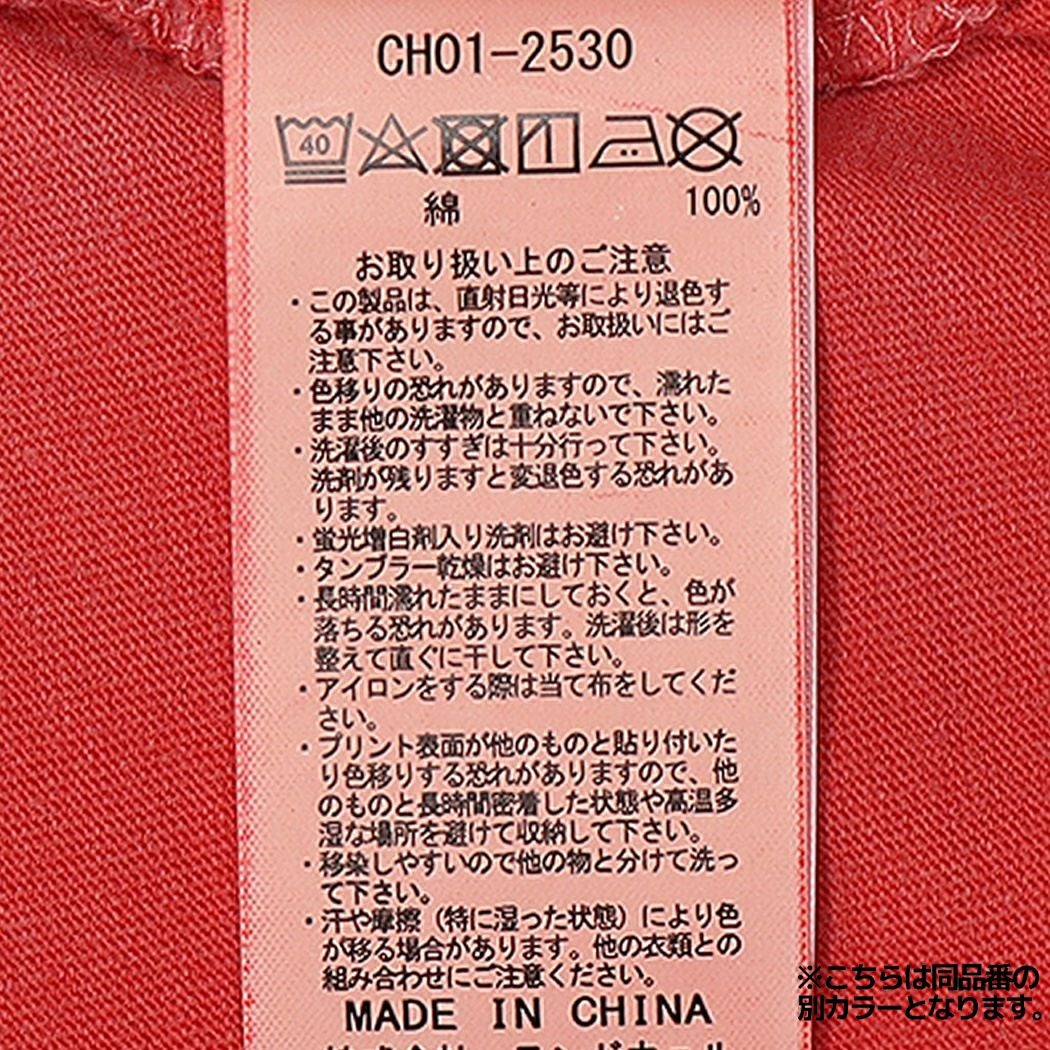 CH01-2530
40
綿 100%
お取り扱い上のご注意
・この製品は、直射日光等により退色す
る事がありますので、お取扱いにはご
注意下さい。
・色移りの恐れがありますので、濡れた
まま他の洗濯物と重ねないで下さい。
・洗濯後のすすぎは十分行って下さい。
洗剤が残りますと変退色する恐れがあ
ります。
・蛍光増白剤入り洗剤はお避け下さい。
・タンブラー乾燥はお避け下さい。
・長時間濡れたままにしておくと、色が
落ちる恐れがあります。洗濯後は形を
整えて直ぐに干して下さい。
・アイロンをする際は当て布をしてくだ
さい。
・プリント表面が他のものと貼り付いた
り色移りする恐れがありますので、他
のものと長時間密着した状態や高温多
湿な場所を避けて収納して下さい。
・移染しやすいので他の物と分けて洗っ
て下さい。
・汗や摩擦（特に湿った状態）により色
が移る場合があります。他の衣類との
組み合わせにご注意ください。
MADE IN CHINA
※こちらは同品番の
別カラーとなります。